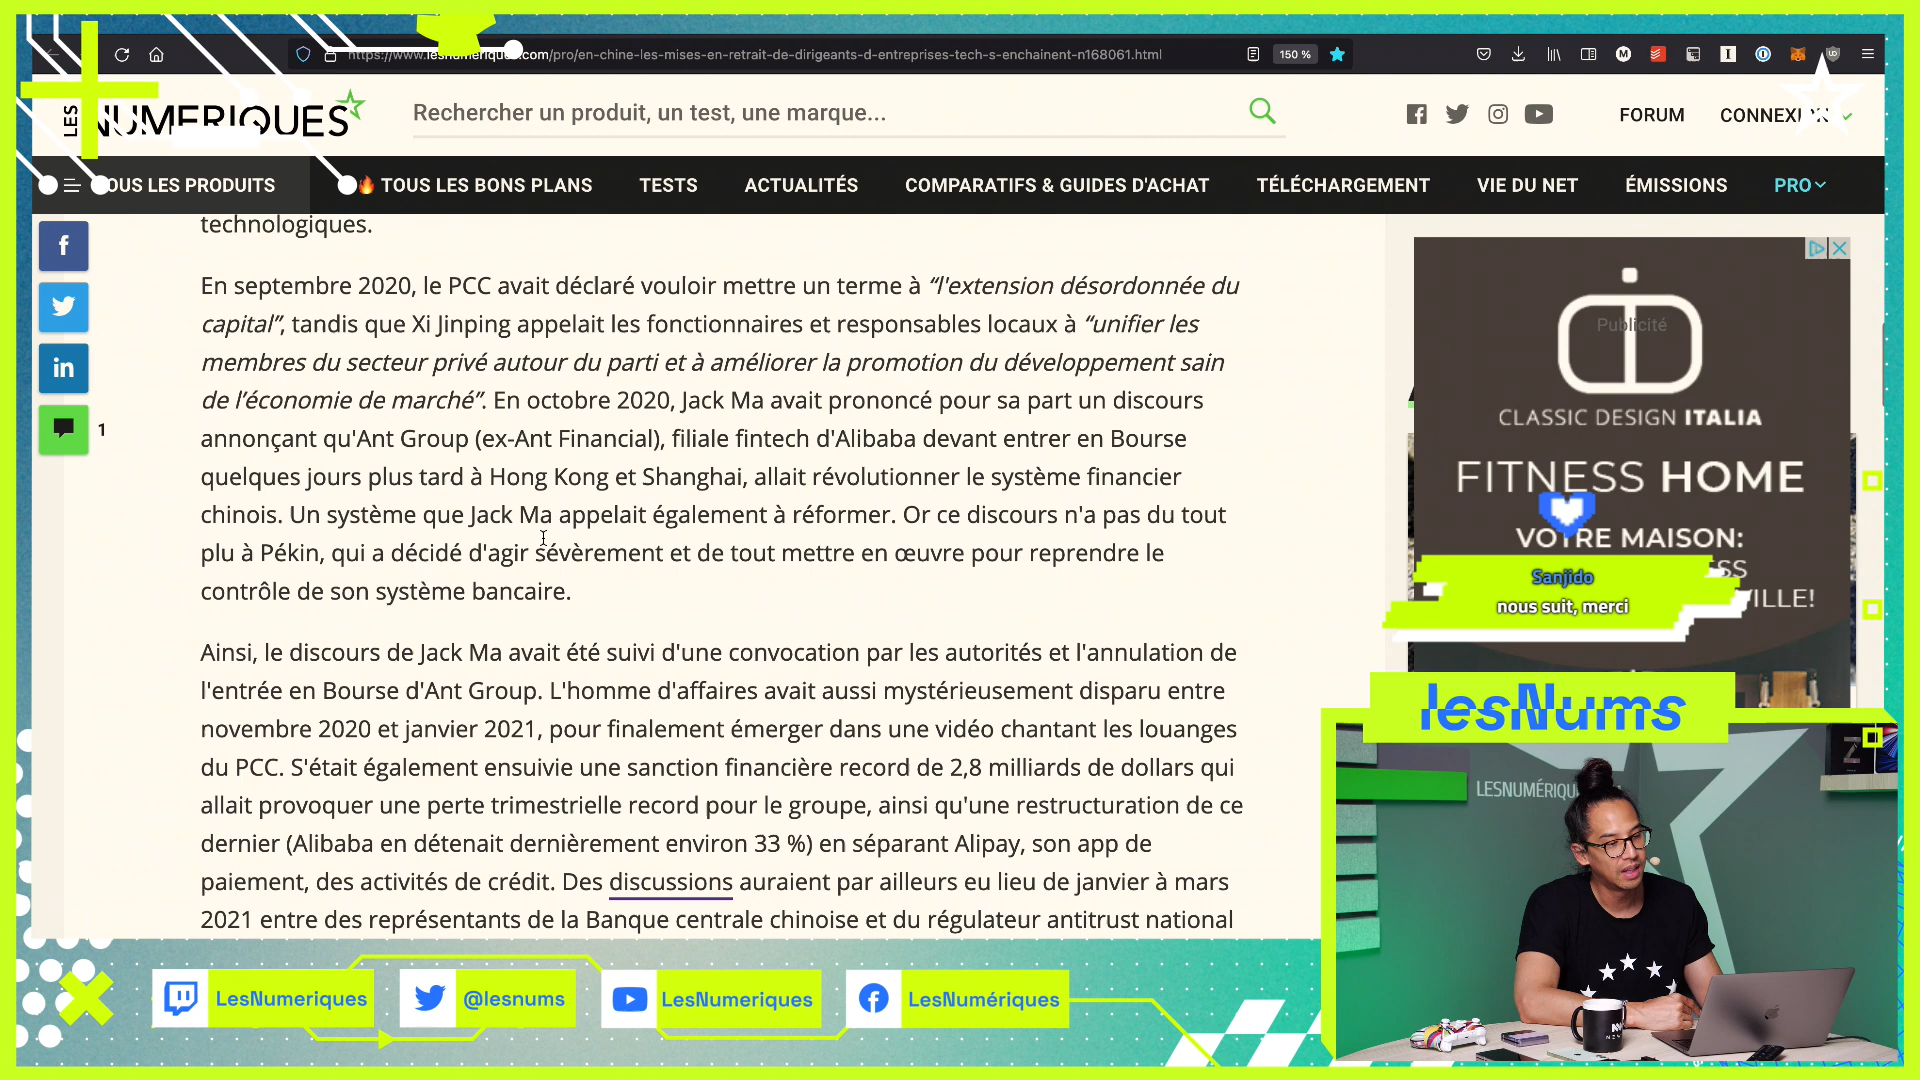 https://www.lesnumeriques.com/pro/en-chine-les-mises-en-retrait-de-dirigeants-d-entreprises-tech-s-enchainent-n168061.html
150 %
LES NUMERIQUES
Rechercher un produit, un test, une marque...
FORUM
CONNEXION
TOUS LES PRODUITS
TOUS LES BONS PLANS
TESTS
ACTUALITÉS
COMPARATIFS & GUIDES D'ACHAT
TÉLÉCHARGEMENT
VIE DU NET
ÉMISSIONS
PRO
technologiques.
En septembre 2020, le PCC avait déclaré vouloir mettre un terme à “l'extension désordonnée du
capital”, tandis que Xi Jinping appelait les fonctionnaires et responsables locaux à “unifier les
membres du secteur privé autour du parti et à améliorer la promotion du développement sain
de l’économie de marché”. En octobre 2020, Jack Ma avait prononcé pour sa part un discours
annonçant qu'Ant Group (ex-Ant Financial), filiale fintech d'Alibaba devant entrer en Bourse
quelques jours plus tard à Hong Kong et Shanghai, allait révolutionner le système financier
chinois. Un système que Jack Ma appelait également à réformer. Or ce discours n'a pas du tout
plu à Pékin, qui a décidé d'agir sévèrement et de tout mettre en œuvre pour reprendre le
contrôle de son système bancaire.
Ainsi, le discours de Jack Ma avait été suivi d'une convocation par les autorités et l'annulation de
l'entrée en Bourse d'Ant Group. L'homme d'affaires avait aussi mystérieusement disparu entre
novembre 2020 et janvier 2021, pour finalement émerger dans une vidéo chantant les louanges
du PCC. S'était également ensuivie une sanction financière record de 2,8 milliards de dollars qui
allait provoquer une perte trimestrielle record pour le groupe, ainsi qu'une restructuration de ce
dernier (Alibaba en détenait dernièrement environ 33 %) en séparant Alipay, son app de
paiement, des activités de crédit. Des discussions auraient par ailleurs eu lieu de janvier à mars
2021 entre des représentants de la Banque centrale chinoise et du régulateur antitrust national
1
Publicité
CLASSIC DESIGN ITALIA
FITNESS HOME
VOTRE MAISON:
Sanjido
nous suit, merci
lesNums
LESNUMÉRIQU
LesNumeriques
@lesnums
LesNumeriques
LesNumériques